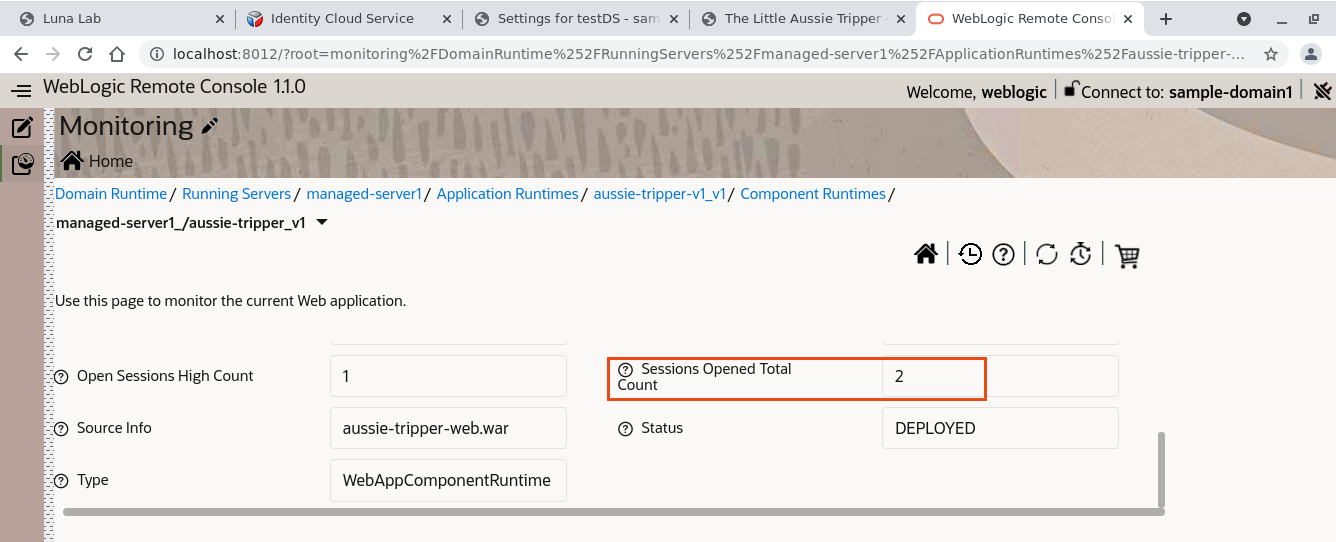 Luna Lab
Identity Cloud Service
Settings for testDS - sam
The Little Aussie Tripper -
WebLogic Remote Conso
localhost:8012/?root=monitoring%2FDomainRuntime%252FRunningServers%252Fmanaged-server1%252FApplicationRuntimes%252Faussie-tripper-...
WebLogic Remote Console 1.1.0
Welcome, weblogic
Connect to: sample-domain1
Monitoring
Home
Domain Runtime / Running Servers / managed-server1 / Application Runtimes / aussie-tripper-v1_v1 / Component Runtimes /
managed-server1_/aussie-tripper_v1
Use this page to monitor the current Web application.
Open Sessions High Count 1
Sessions Opened Total
Count
2
Source Info aussie-tripper-web.war
Status DEPLOYED
Type WebAppComponentRuntime